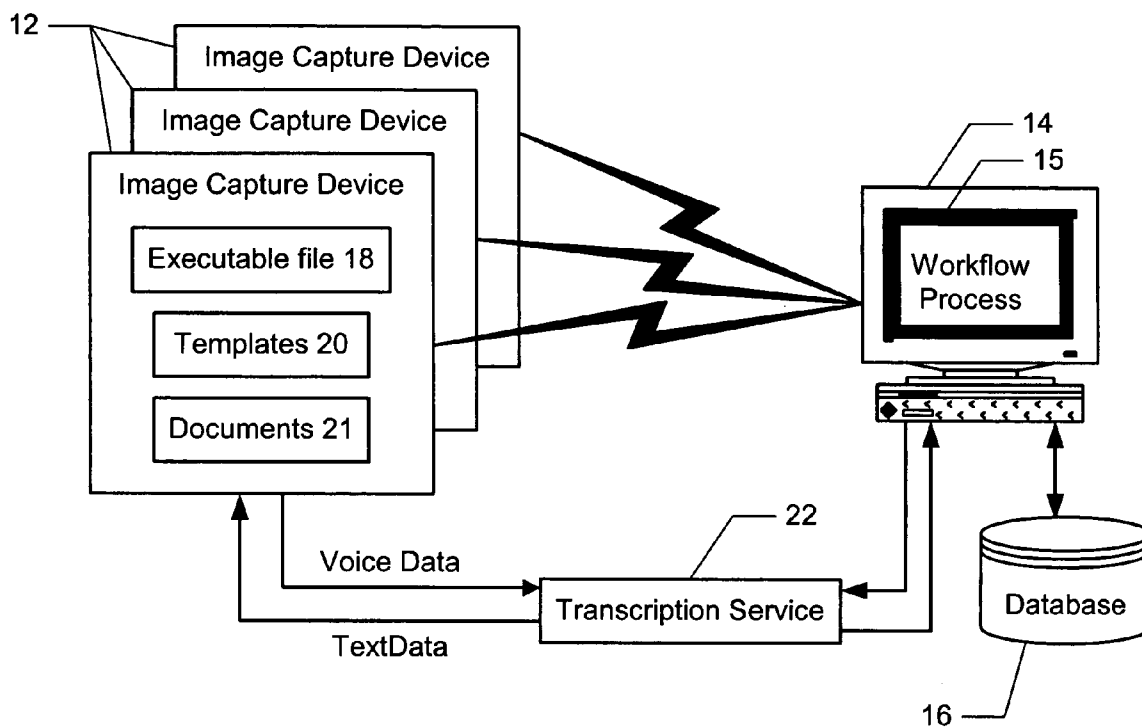 12
Image Capture Device
Image Capture Device
Image Capture Device
Executable file 18
Templates 20
Documents 21
14
15
Workflow
Process
Voice Data
TextData
22
Transcription Service
Database
16